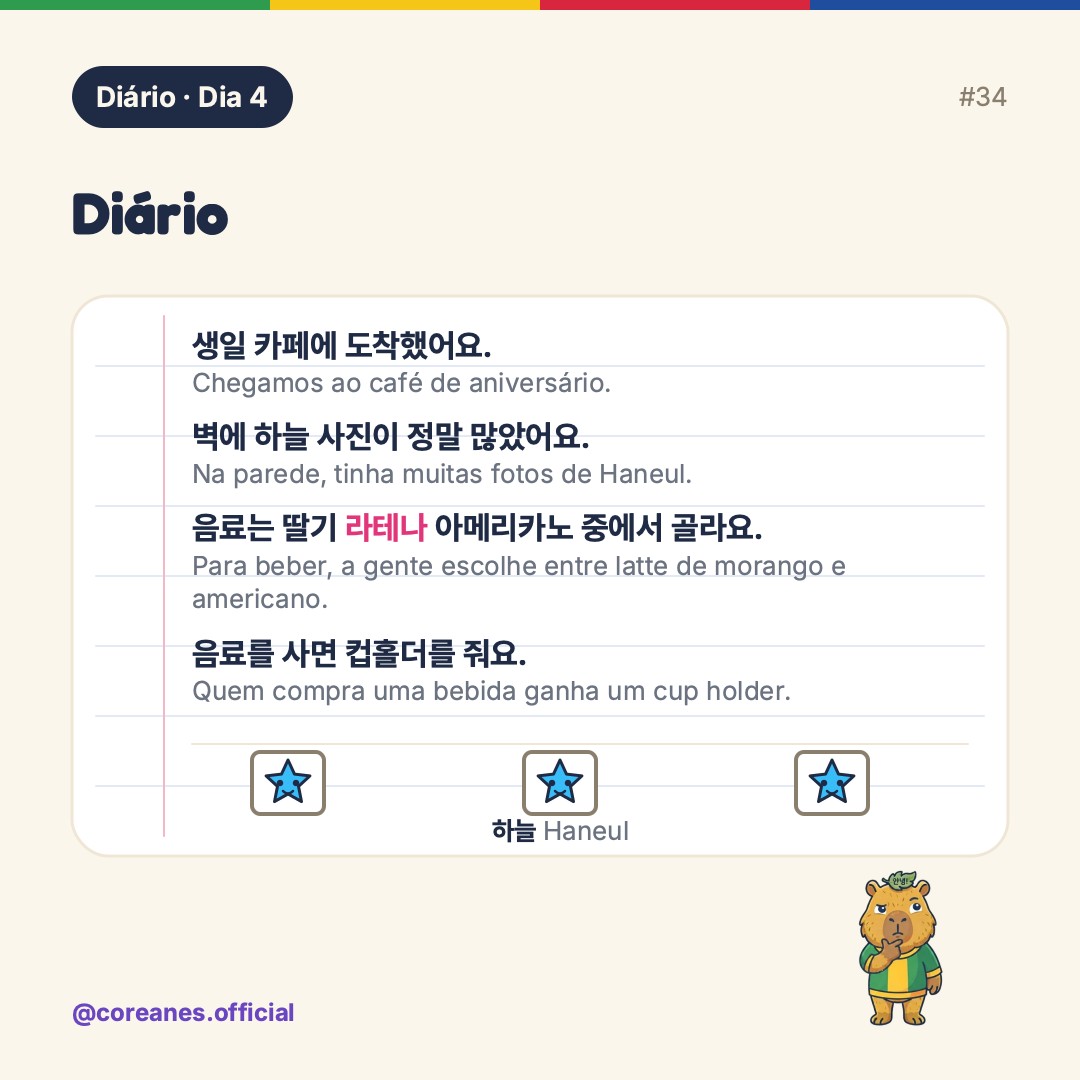 Diário · Dia 4
#34
Diário
생일 카페에 도착했어요.
Chegamos ao café de aniversário.
벽에 하늘 사진이 정말 많았어요.
Na parede, tinha muitas fotos de Haneul.
음료는 딸기 라테나 아메리카노 중에서 골라요.
Para beber, a gente escolhe entre latte de morango e
americano.
음료를 사면 컵홀더를 줘요.
Quem compra uma bebida ganha um cup holder.
하늘 Haneul
안녕!
@coreanes.official